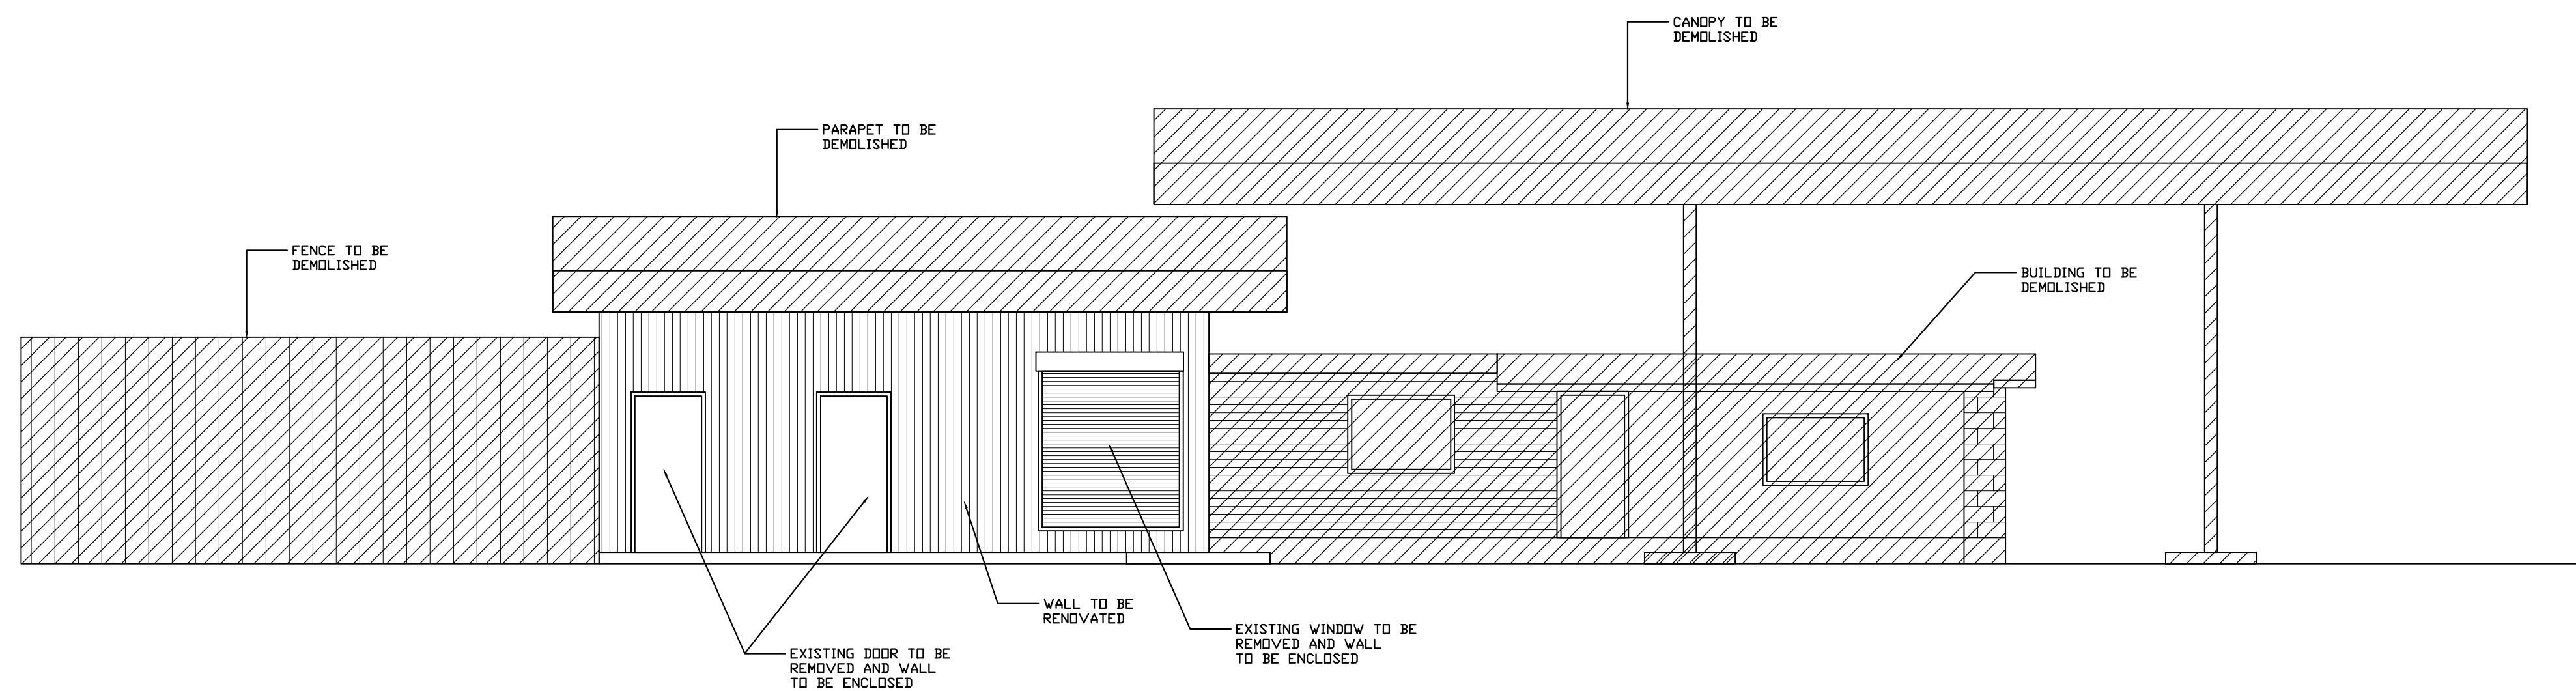 CANOPY TO BE
DEMOLISHED
PARAPET TO BE
DEMOLISHED
FENCE TO BE
DEMOLISHED
BUILDING TO BE
DEMOLISHED
WALL TO BE
RENOVATED
EXISTING WINDOW TO BE
REMOVED AND WALL
TO BE ENCLOSED
EXISTING DOOR TO BE
REMOVED AND WALL
TO BE ENCLOSED